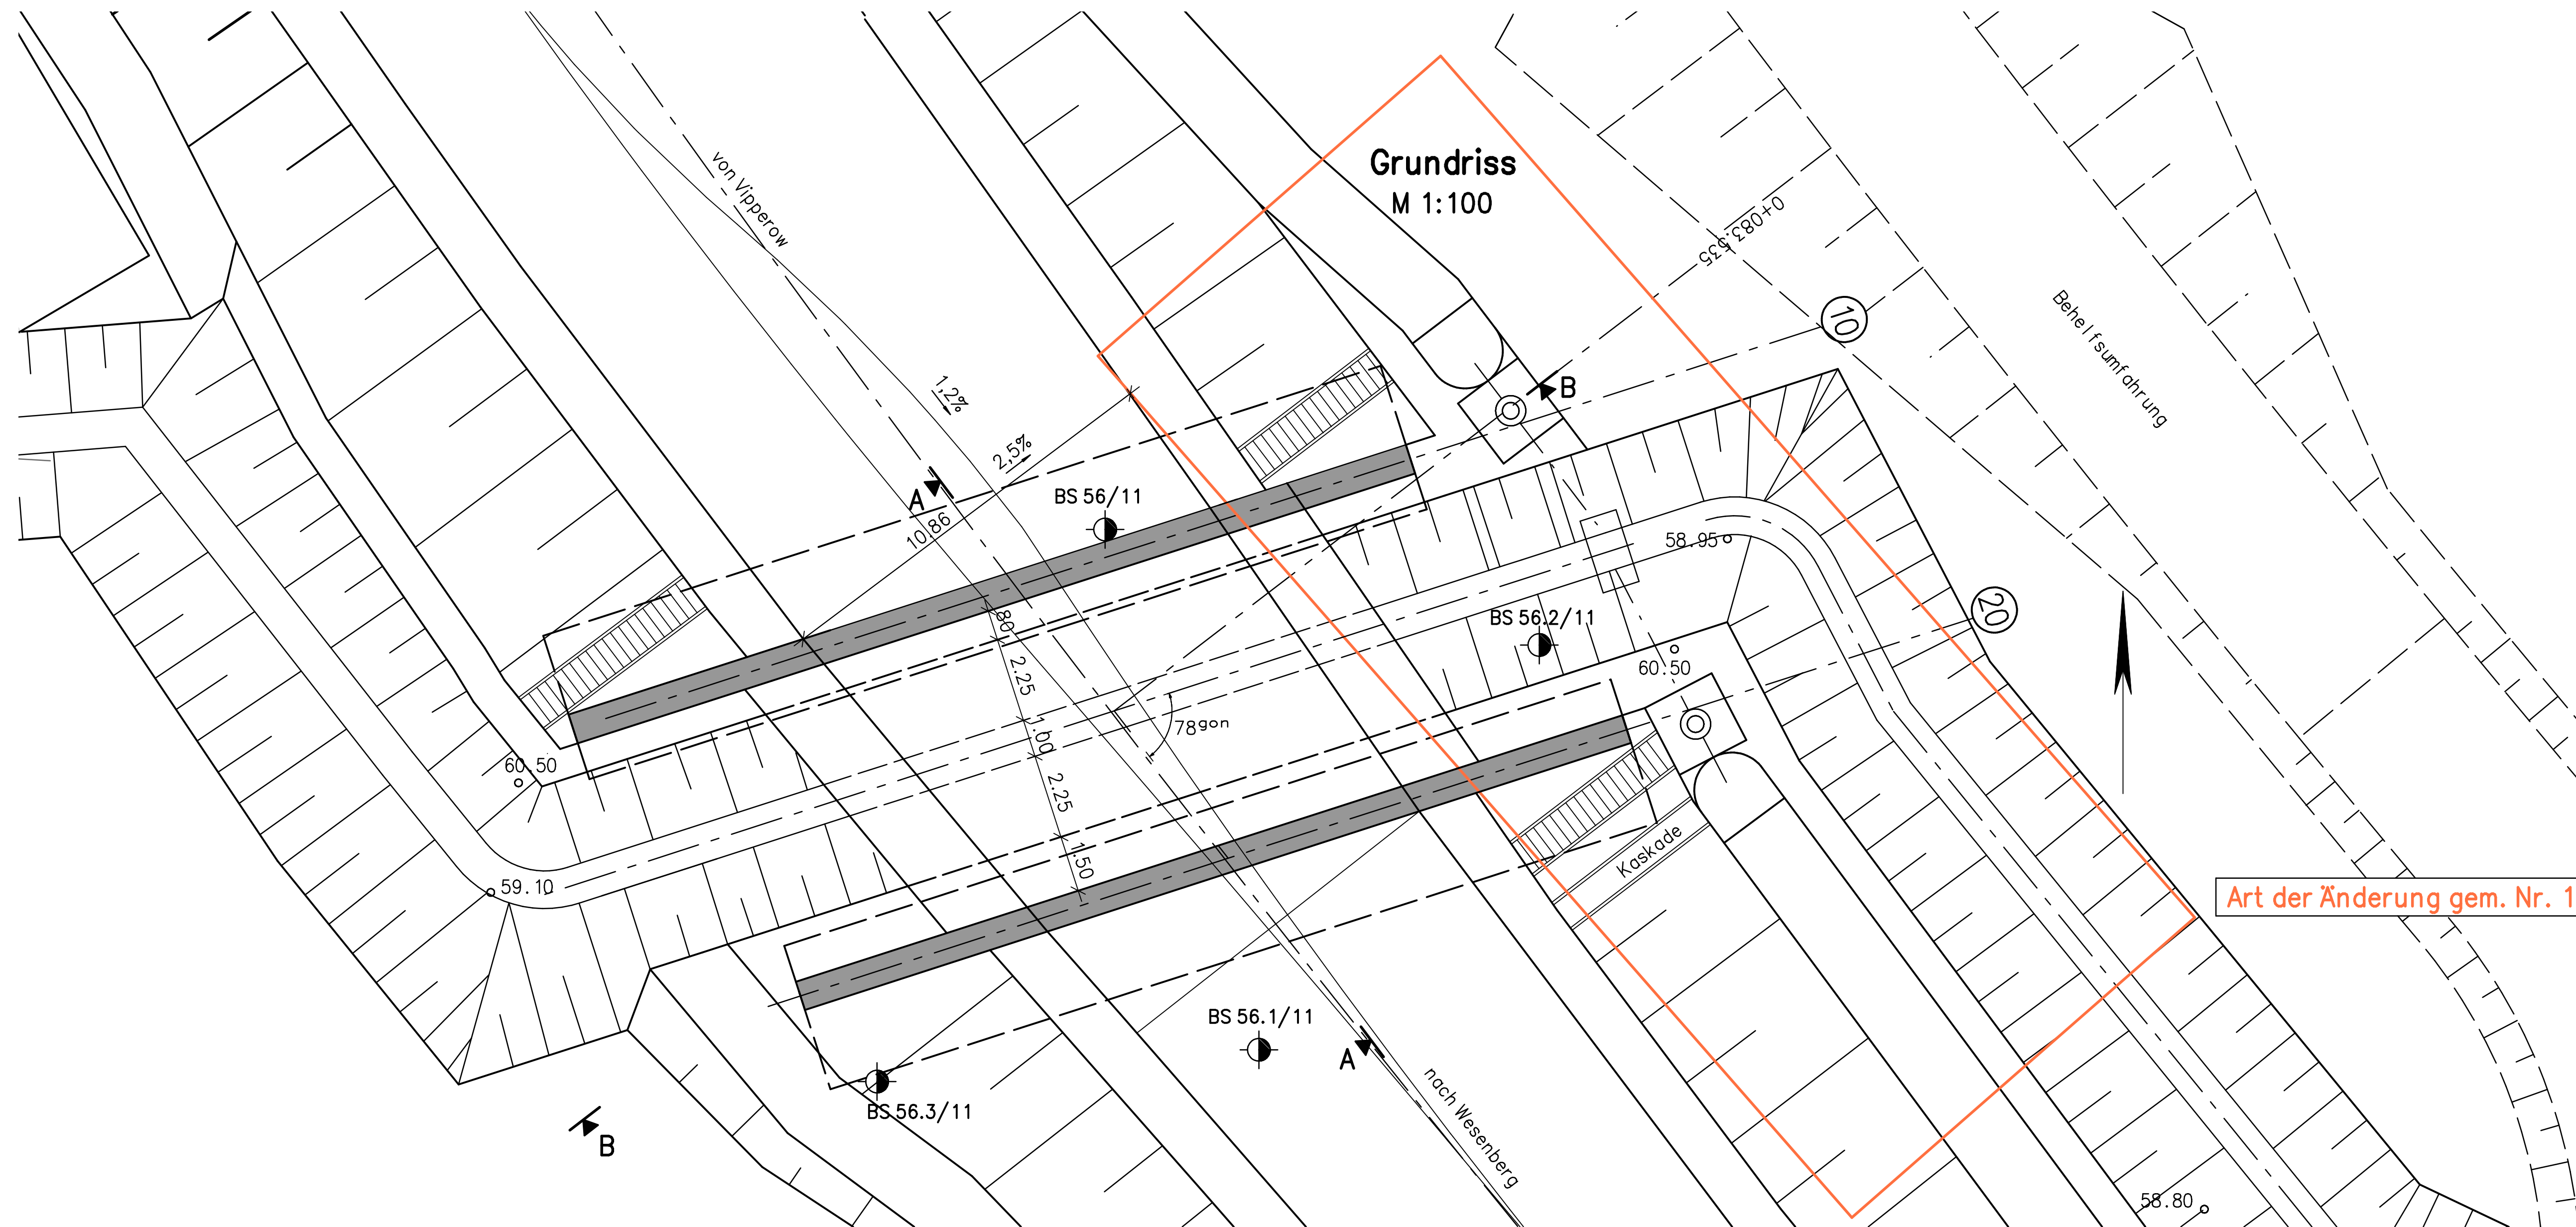 Grundriss
M 1:100
von Vipperow
0+083.535
10
Behelfsumfahrung
1,2%
2,5%
B
A
BS 56/11
10.86
58.95
BS 56.2/11
20
60.50
.80
2.25
1.00
2.25
1.50
78gon
60.50
59.10
Kaskade
Art der Änderung gem. Nr. 1
BS 56.1/11
A
BS 56.3/11
B
nach Wesenberg
58.80